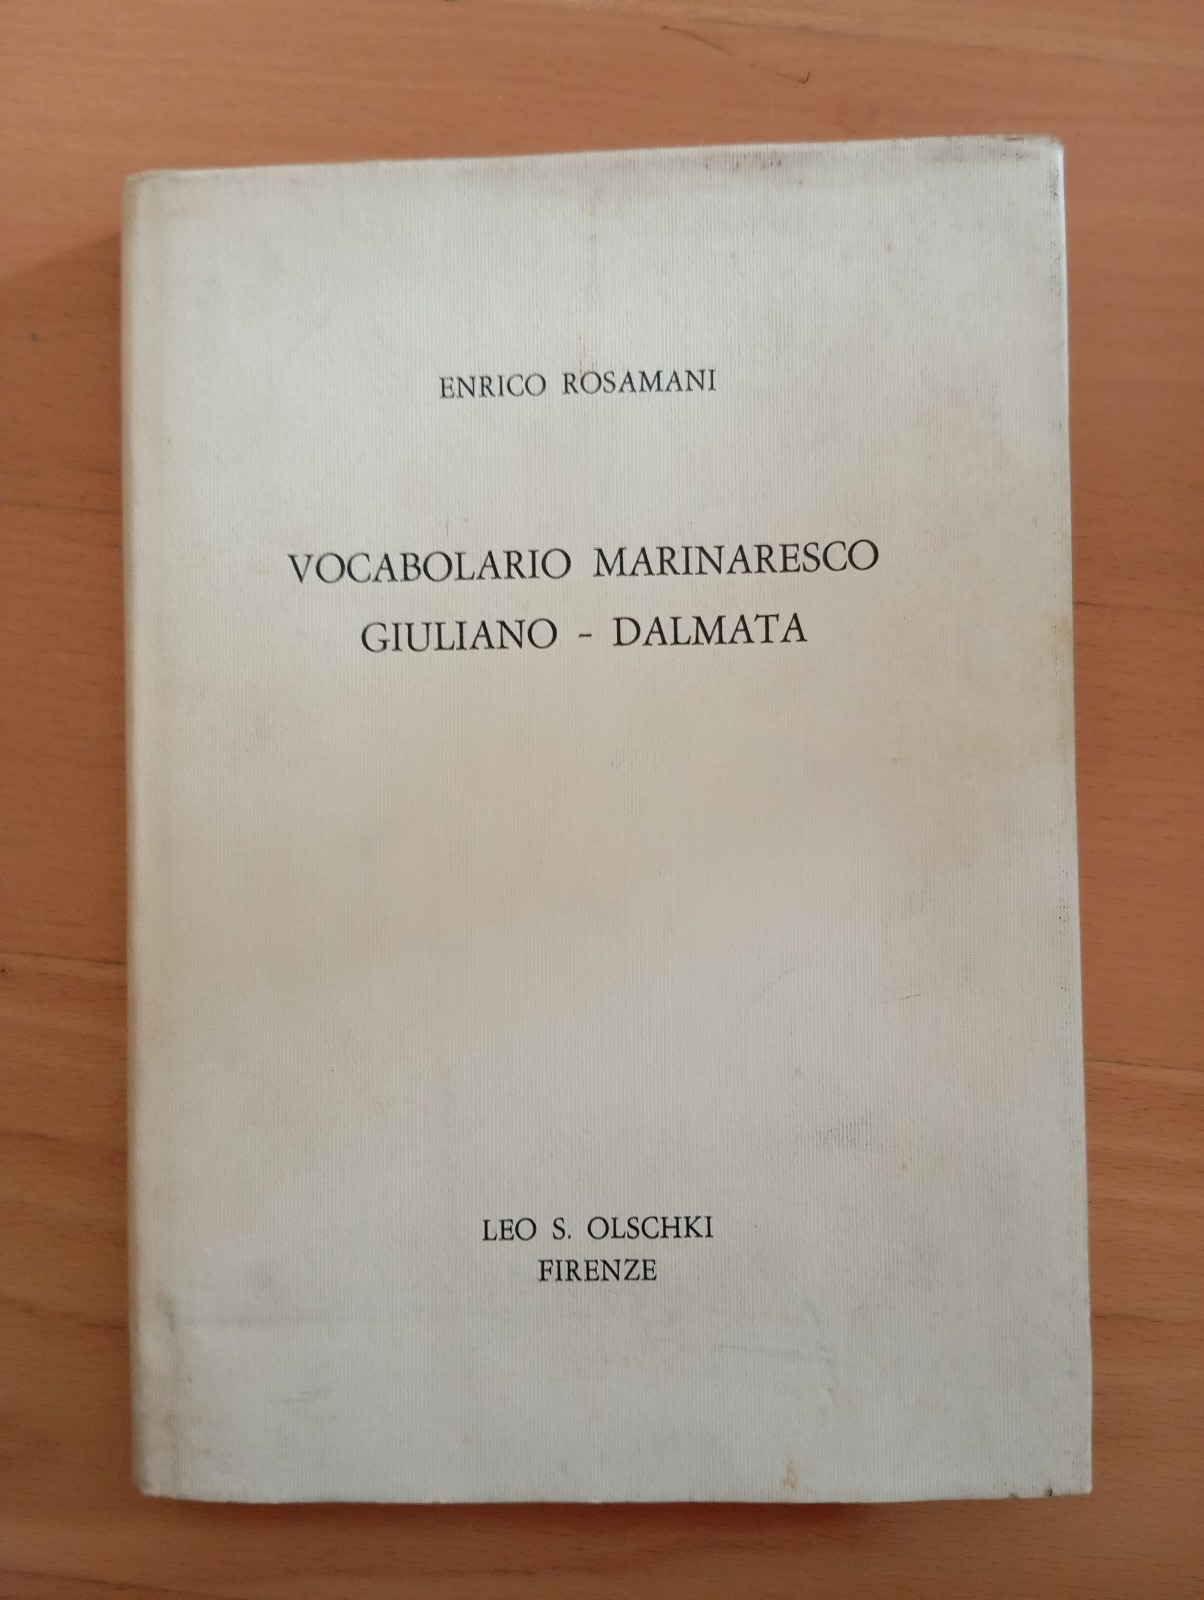 ENRICO ROSAMANI
VOCABOLARIO MARINARESCO
GIULIANO - DALMATA
LEO S. OLSCHKI
FIRENZE